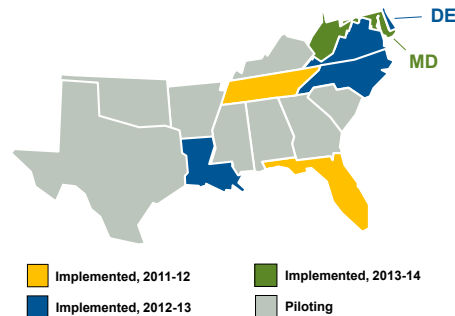 DE
MD
Implemented, 2011-12
Implemented, 2013-14
Implemented, 2012-13
Piloting